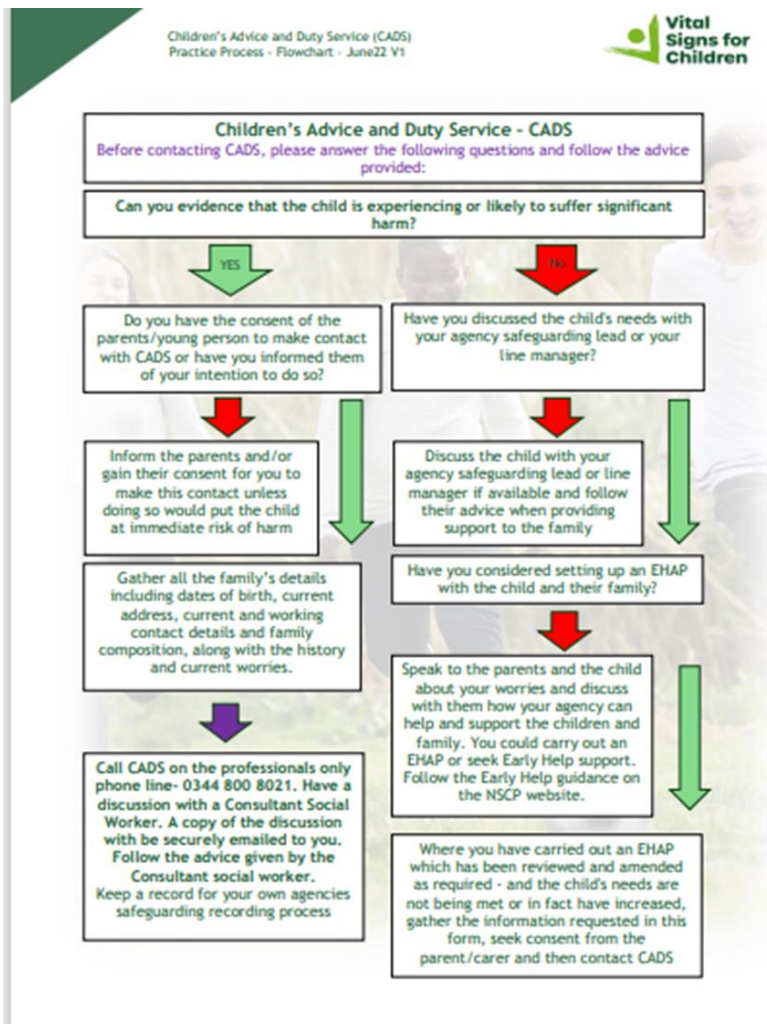 Children's Advice and Duty Service (CADS)
Practice Process - Flowchart - June22 V1
Vital
Signs for
Children
Children's Advice and Duty Service - CADS
Before contacting CADS, please answer the following questions and follow the advice
provided:
Can you evidence that the child is experiencing or likely to suffer significant
harm?
YES
No
Do you have the consent of the
parents/young person to make contact
with CADS or have you informed them
of your intention to do so?
Have you discussed the child's needs with
your agency safeguarding lead or your
line manager?
Inform the parents and/or
gain their consent for you to
make this contact unless
doing so would put the child
at immediate risk of harm
Discuss the child with your
agency safeguarding lead or line
manager if available and follow
their advice when providing
support to the family
Gather all the family's details
including dates of birth, current
address, current and working
contact details and family
composition, along with the history
and current worries.
Have you considered setting up an EHAP
with the child and their family?
Speak to the parents and the child
about your worries and discuss
with them how your agency can
help and support the children and
family. You could carry out an
EHAP or seek Early Help support.
Follow the Early Help guidance on
the NSCP website.
Call CADS on the professionals only
phone line- 0344 800 8021. Have a
discussion with a Consultant Social
Worker. A copy of the discussion
with be securely emailed to you.
Follow the advice given by the
Consultant social worker.
Keep a record for your own agencies
safeguarding recording process
Where you have carried out an EHAP
which has been reviewed and amended
as required - and the child's needs are
not being met or in fact have increased,
gather the information requested in this
form, seek consent from the
parent/carer and then contact CADS